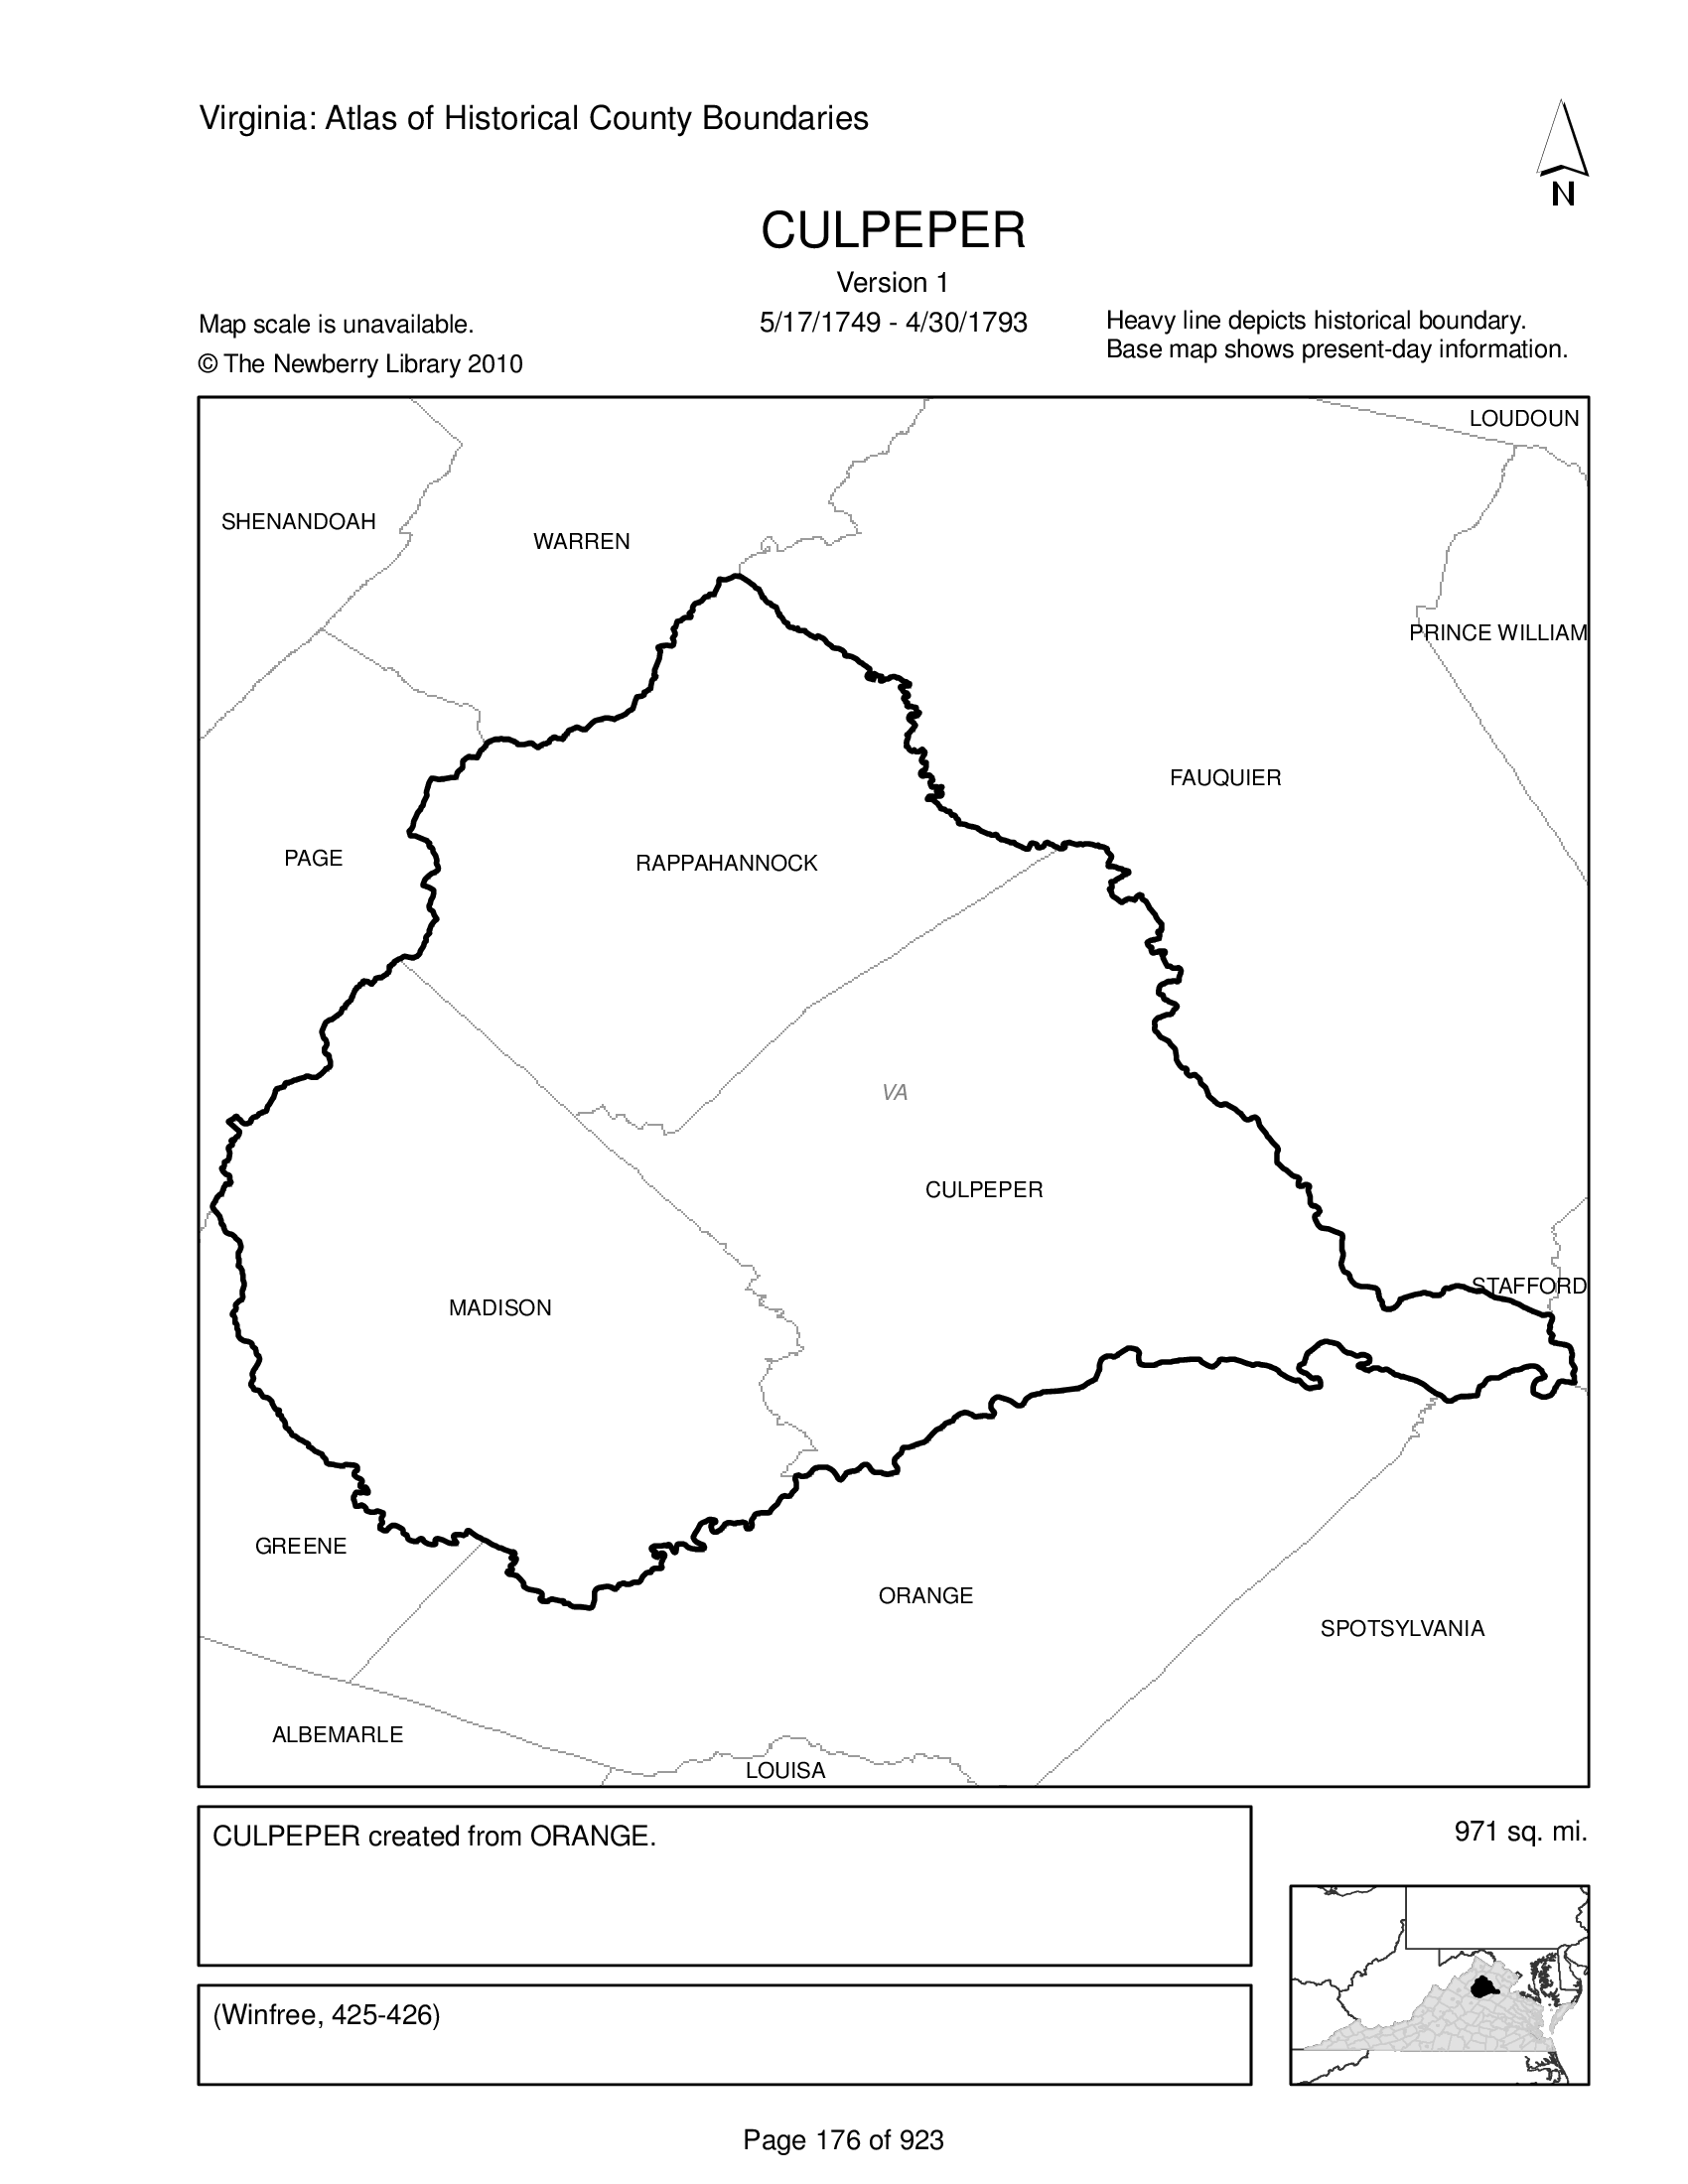 Virginia: Atlas of Historical County Boundaries
N
CULPEPER
Version 1
5/17/1749 - 4/30/1793
Map scale is unavailable.
© The Newberry Library 2010
Heavy line depicts historical boundary.
Base map shows present-day information.
LOUDOUN
SHENANDOAH
WARREN
PRINCE WILLIAM
FAUQUIER
PAGE
RAPPAHANNOCK
VA
CULPEPER
STAFFORD
MADISON
GREENE
ORANGE
SPOTSYLVANIA
ALBEMARLE
LOUISA
CULPEPER created from ORANGE.
971 sq. mi.
(Winfree, 425-426)
Page 176 of 923